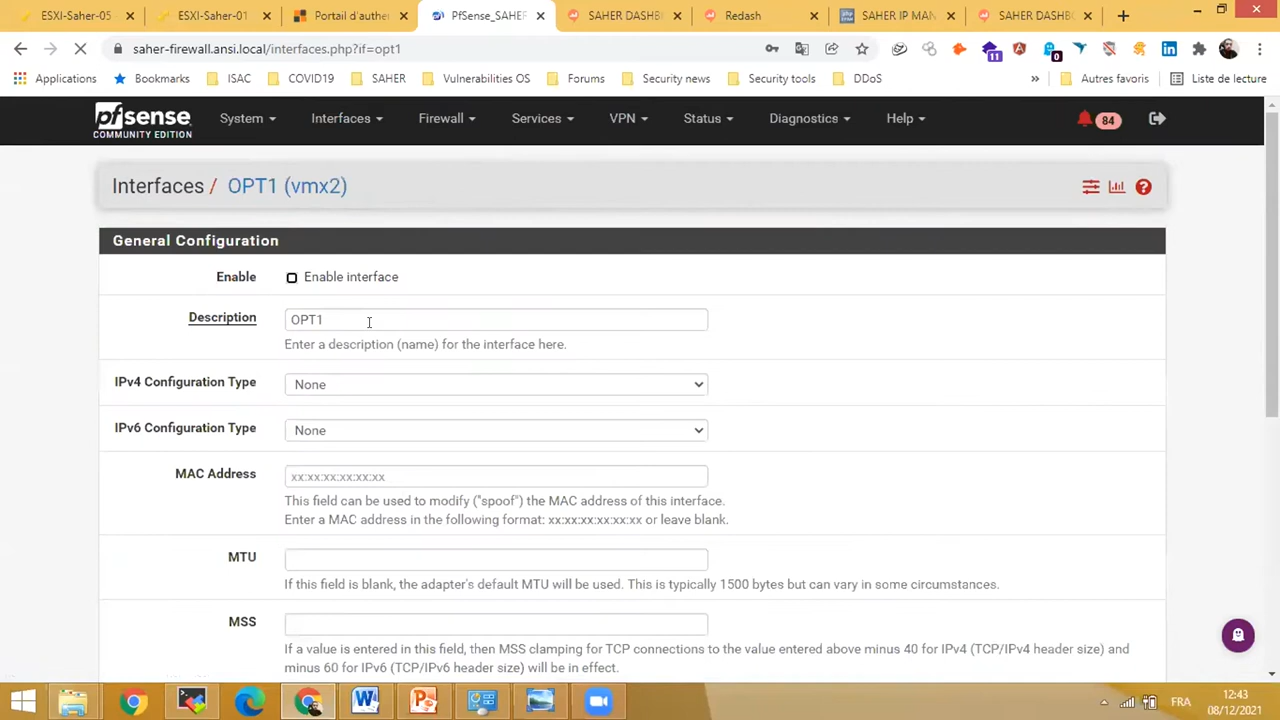 ESXI-Saher-05
ESXI-Saher-01
Portail d'authe
PfSense_SAHER
SAHER DASHB
Redash
SAHER IP MAN
SAHER DASHBO
saher-firewall.ansi.local/interfaces.php?if=opt1
11
0
Applications
Bookmarks
ISAC
COVID19
SAHER
Vulnerabilities OS
Forums
Security news
Security tools
DDoS
»
Autres favoris
Liste de lecture
pfsense
COMMUNITY EDITION
System
Interfaces
Firewall
Services
VPN
Status
Diagnostics
Help
84
Interfaces / OPT1 (vmx2)
General Configuration
Enable
Enable interface
Description
OPT1
Enter a description (name) for the interface here.
IPv4 Configuration Type
None
IPv6 Configuration Type
None
MAC Address
xx:xx:xx:xx:xx:xx
This field can be used to modify ("spoof") the MAC address of this interface.
Enter a MAC address in the following format: xx:xx:xx:xx:xx:xx or leave blank.
MTU
If this field is blank, the adapter's default MTU will be used. This is typically 1500 bytes but can vary in some circumstances.
MSS
If a value is entered in this field, then MSS clamping for TCP connections to the value entered above minus 40 for IPv4 (TCP/IPv4 header size) and
minus 60 for IPv6 (TCP/IPv6 header size) will be in effect.
FRA
12:43
08/12/2021